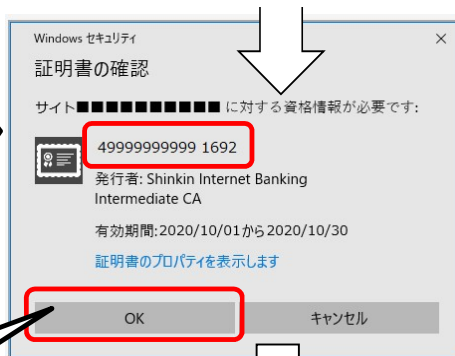 Windows セキュリティ
証明書の確認
サイト■■■■■■■■■■ に対する資格情報が必要です:
49999999999 1692
発行者: Shinkin Internet Banking
Intermediate CA
有効期間:2020/10/01から2020/10/30
証明書のプロパティを表示します
OK キャンセル